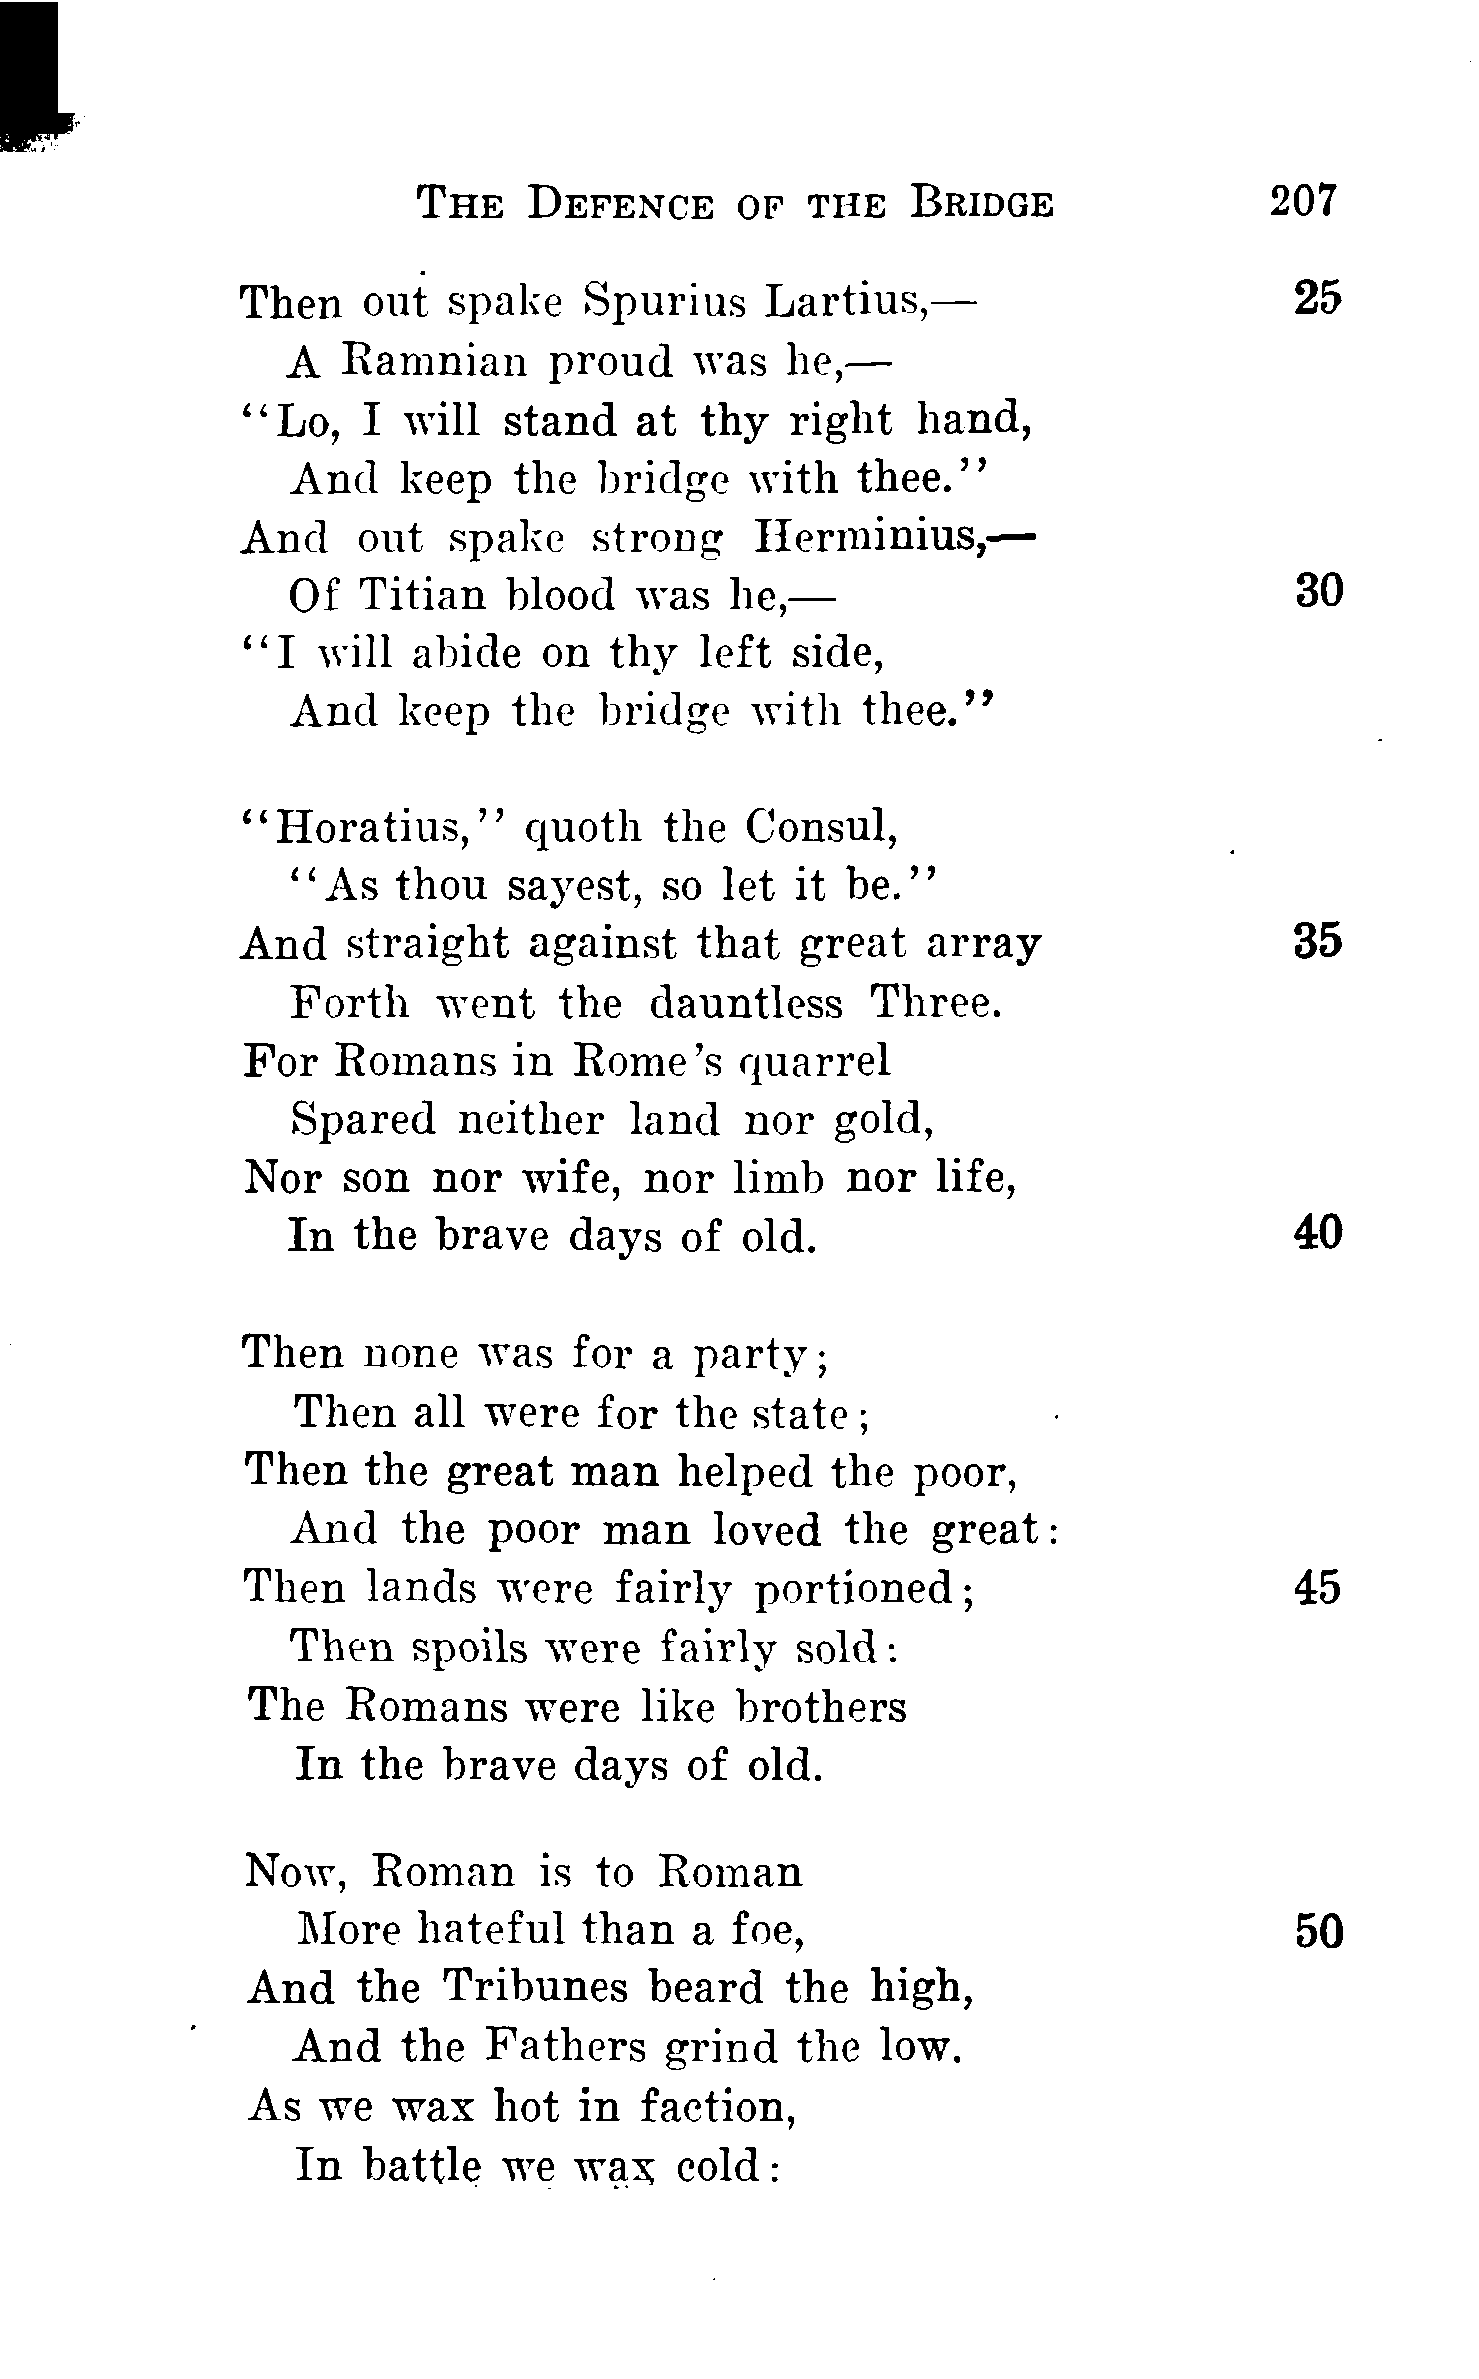 THE DEFENCE OF THE BRIDGE 207
Then out spake Spurius Lartius,— 25
A Ramnian proud was he,—
"Lo, I will stand at thy right hand,
And keep the bridge with thee."
And out spake strong Herminius,—
Of Titian blood was he,— 30
"I will abide on thy left side,
And keep the bridge with thee."
"Horatius," quoth the Consul,
"As thou sayest, so let it be."
And straight against that great array 35
Forth went the dauntless Three.
For Romans in Rome's quarrel
Spared neither land nor gold,
Nor son nor wife, nor limb nor life,
In the brave days of old. 40
Then none was for a party;
Then all were for the state;
Then the great man helped the poor,
And the poor man loved the great:
Then lands were fairly portioned; 45
Then spoils were fairly sold:
The Romans were like brothers
In the brave days of old.
Now, Roman is to Roman
More hateful than a foe, 50
And the Tribunes beard the high,
And the Fathers grind the low.
As we wax hot in faction,
In battle we wax cold: